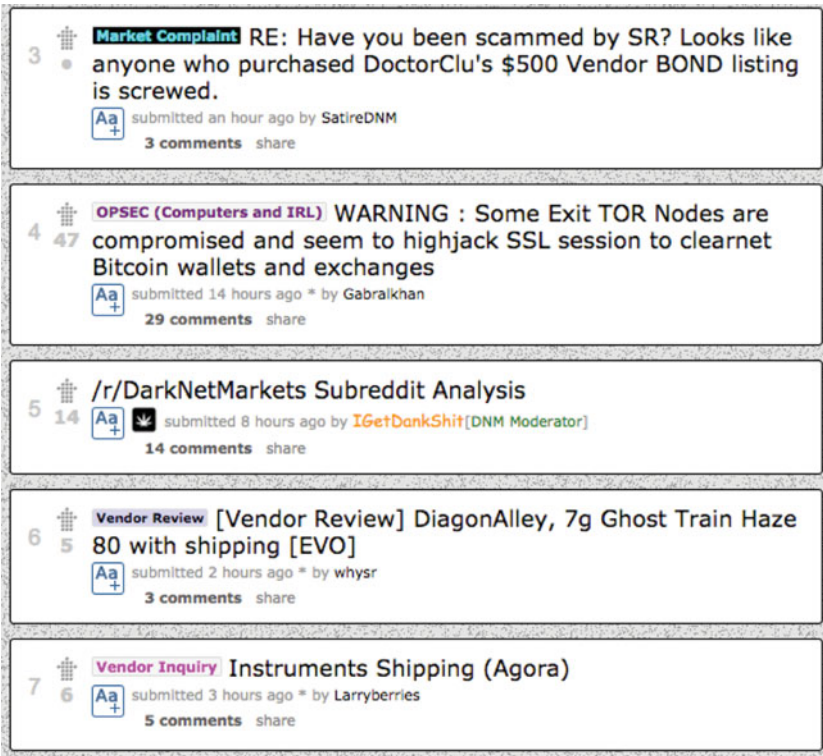 3
Market Complaint RE: Have you been scammed by SR? Looks like
anyone who purchased DoctorClu's $500 Vendor BOND listing
is screwed.
Aa+ submitted an hour ago by SatireDNM
3 comments share
4 47
OPSEC (Computers and IRL) WARNING : Some Exit TOR Nodes are
compromised and seem to highjack SSL session to clearnet
Bitcoin wallets and exchanges
Aa+ submitted 14 hours ago * by Gabralkhan
29 comments share
5 14
/r/DarkNetMarkets Subreddit Analysis
Aa+ submitted 8 hours ago by IGetDankShit[DNM Moderator]
14 comments share
6 5
Vendor Review [Vendor Review] DiagonAlley, 7g Ghost Train Haze
80 with shipping [EVO]
Aa+ submitted 2 hours ago * by whysr
3 comments share
7 6
Vendor Inquiry Instruments Shipping (Agora)
Aa+ submitted 3 hours ago * by Larryberries
5 comments share